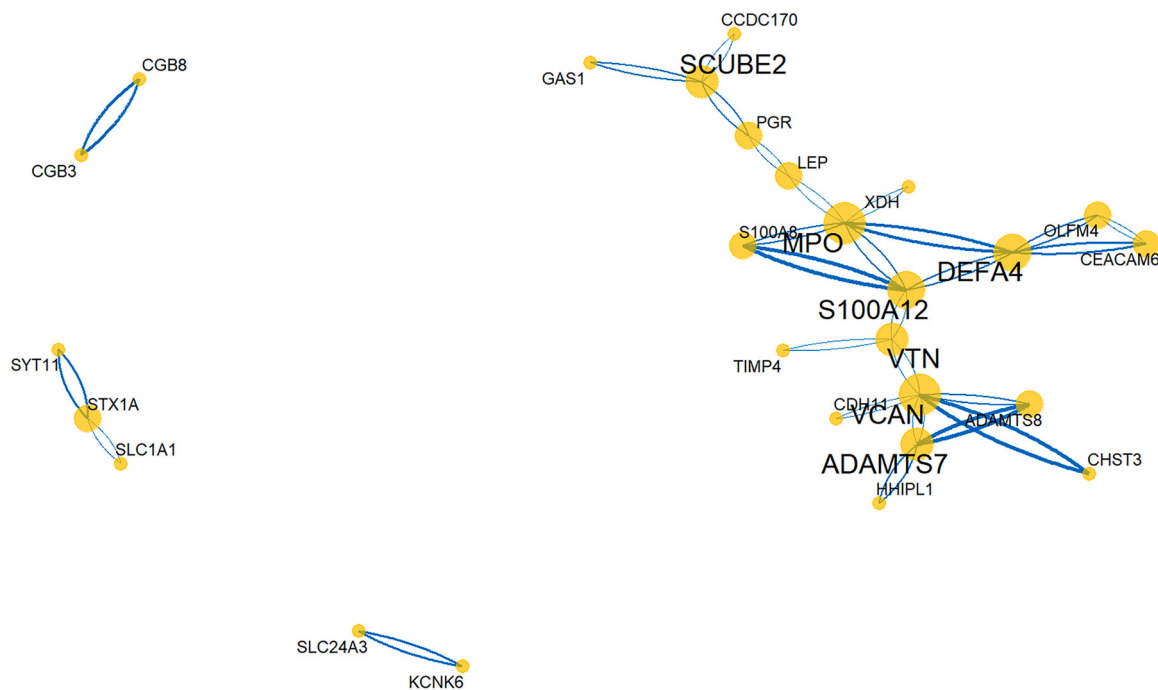 CCDC170
SCUBE2
GAS1
CGB8
PGR
CGB3
LEP
XDH
S100A8
MPO
OLFM4
CEACAM6
DEFA4
S100A12
SYT11
TIMP4
VTN
STX1A
CDH11
VCAN
ADAMTS8
SLC1A1
ADAMTS7
CHST3
HHIPL1
SLC24A3
KCNK6